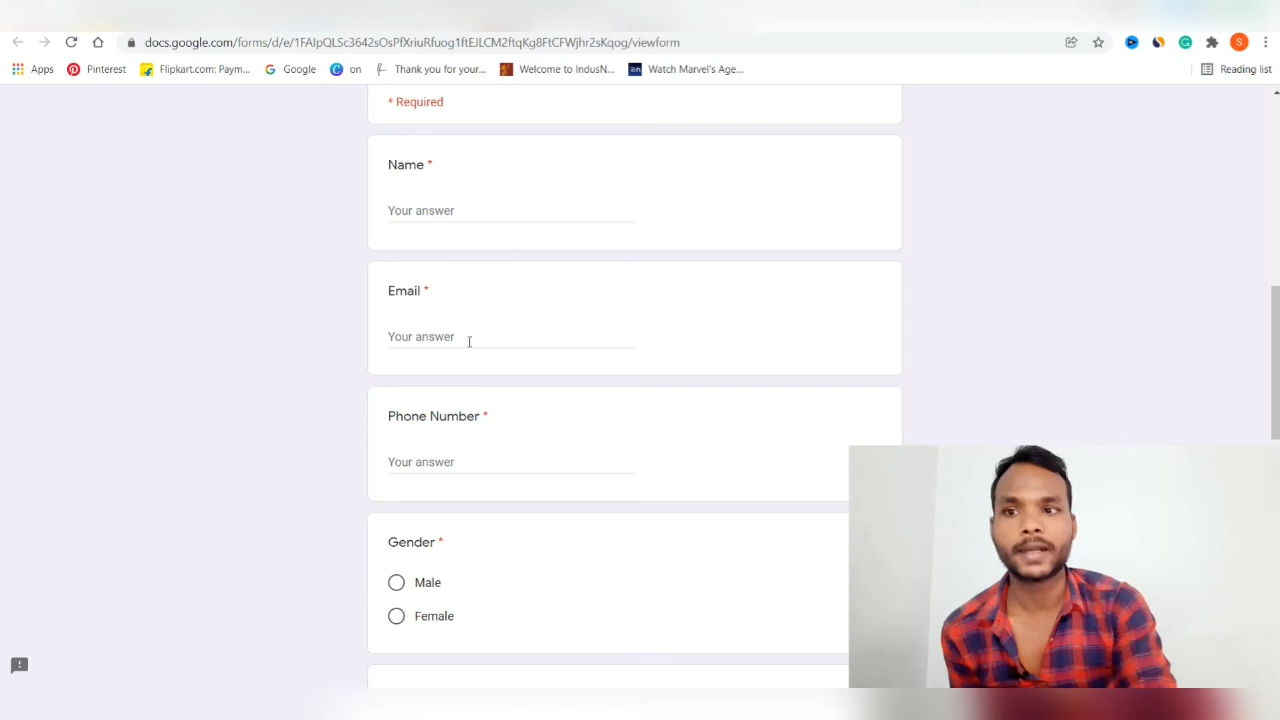 docs.google.com/forms/d/e/1FAIpQLSc3642sOsPfXriuRfuog1ftEJLCM2ftqKg8FtCFWjhr2sKqog/viewform
S
Apps Pinterest Flipkart.com: Paym... Google on Thank you for your... Welcome to IndusN... Watch Marvel's Age... Reading list
* Required
Name *
Your answer
Email *
Your answer
Phone Number *
Your answer
Gender *
Male
Female